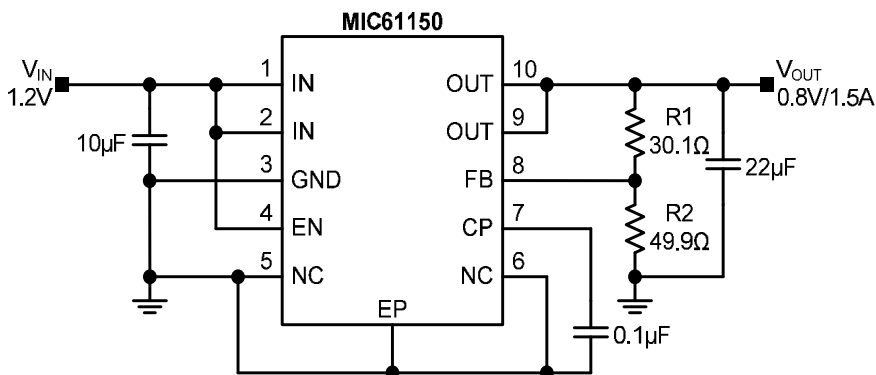 MIC61150
VIN
1.2V
10µF
1 IN
2 IN
3 GND
4 EN
5 NC
EP
OUT 10
OUT 9
FB 8
CP 7
NC 6
0.1µF
R1
30.1Ω
R2
49.9Ω
22µF
VOUT
0.8V/1.5A